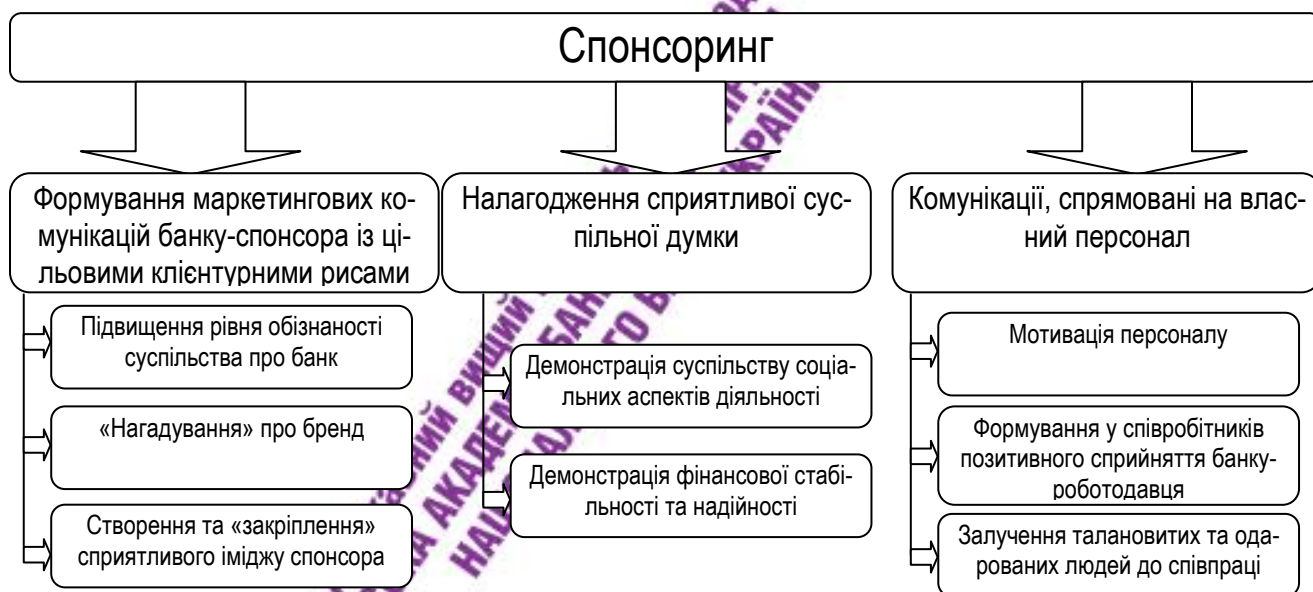 Спонсоринг
Формування маркетингових ко-
мунікацій банку-спонсора із ці-
льовими клієнтурними рисами
Підвищення рівня обізнаності
суспільства про банк
«Нагадування» про бренд
Створення та «закріплення»
сприятливого іміджу спонсора
Налагодження сприятливої сус-
пільної думки
Демонстрація суспільству соціа-
льних аспектів діяльності
Демонстрація фінансової стабі-
льності та надійності
Комунікації, спрямовані на влас-
ний персонал
Мотивація персоналу
Формування у співробітників
позитивного сприйняття банку-
роботодавця
Залучення талановитих та ода-
рованих людей до співпраці